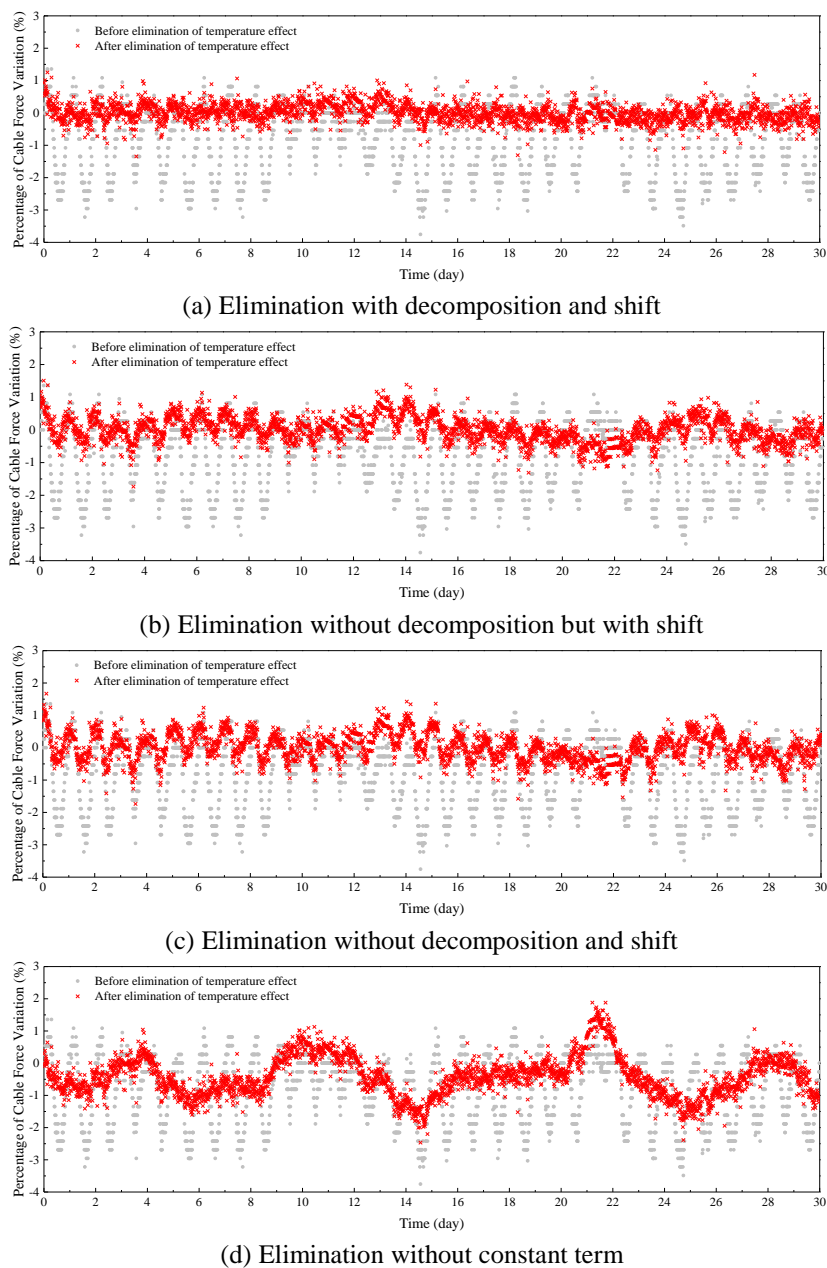 3
Before elimination of temperature effect
2
After elimination of temperature effect
1
0
-1
-2
-3
-4
Percentage of Cable Force Variation (%)
0 2 4 6 8 10 12 14 16 18 20 22 24 26 28 30
Time (day)
(a) Elimination with decomposition and shift
3
Before elimination of temperature effect
2
After elimination of temperature effect
1
0
-1
-2
-3
-4
Percentage of Cable Force Variation (%)
0 2 4 6 8 10 12 14 16 18 20 22 24 26 28 30
Time (day)
(b) Elimination without decomposition but with shift
3
Before elimination of temperature effect
2
After elimination of temperature effect
1
0
-1
-2
-3
-4
Percentage of Cable Force Variation (%)
0 2 4 6 8 10 12 14 16 18 20 22 24 26 28 30
Time (day)
(c) Elimination without decomposition and shift
3
Before elimination of temperature effect
2
After elimination of temperature effect
1
0
-1
-2
-3
-4
Percentage of Cable Force Variation (%)
0 2 4 6 8 10 12 14 16 18 20 22 24 26 28 30
Time (day)
(d) Elimination without constant term